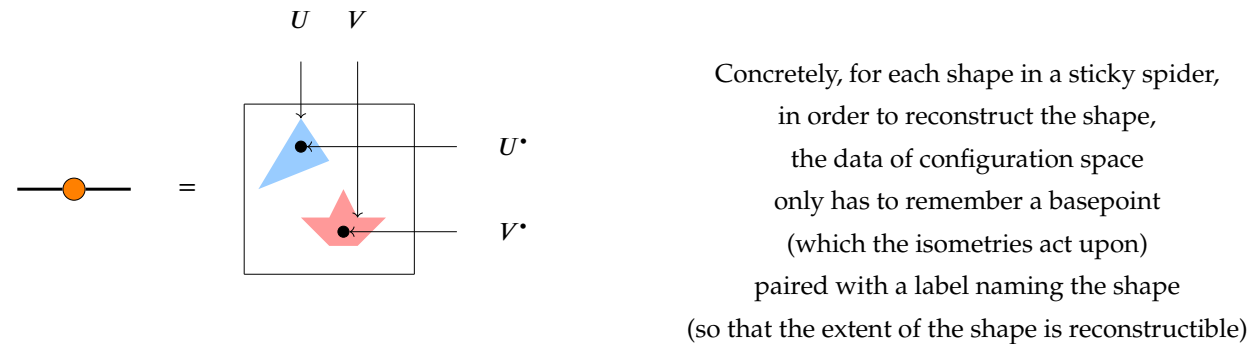 U V
Concretely, for each shape in a sticky spider,
in order to reconstruct the shape,
U•
the data of configuration space
=
only has to remember a basepoint
V•
(which the isometries act upon)
paired with a label naming the shape
(so that the extent of the shape is reconstructible)